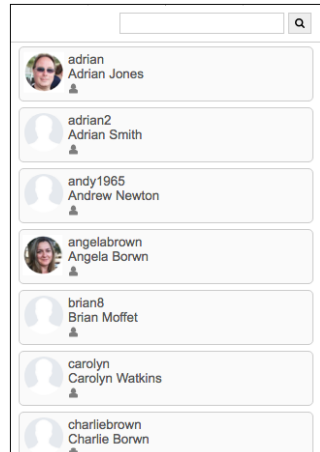 adrian
Adrian Jones
adrian2
Adrian Smith
andy1965
Andrew Newton
angelabrown
Angela Borwn
brian8
Brian Moffet
carolyn
Carolyn Watkins
charliebrown
Charlie Borwn